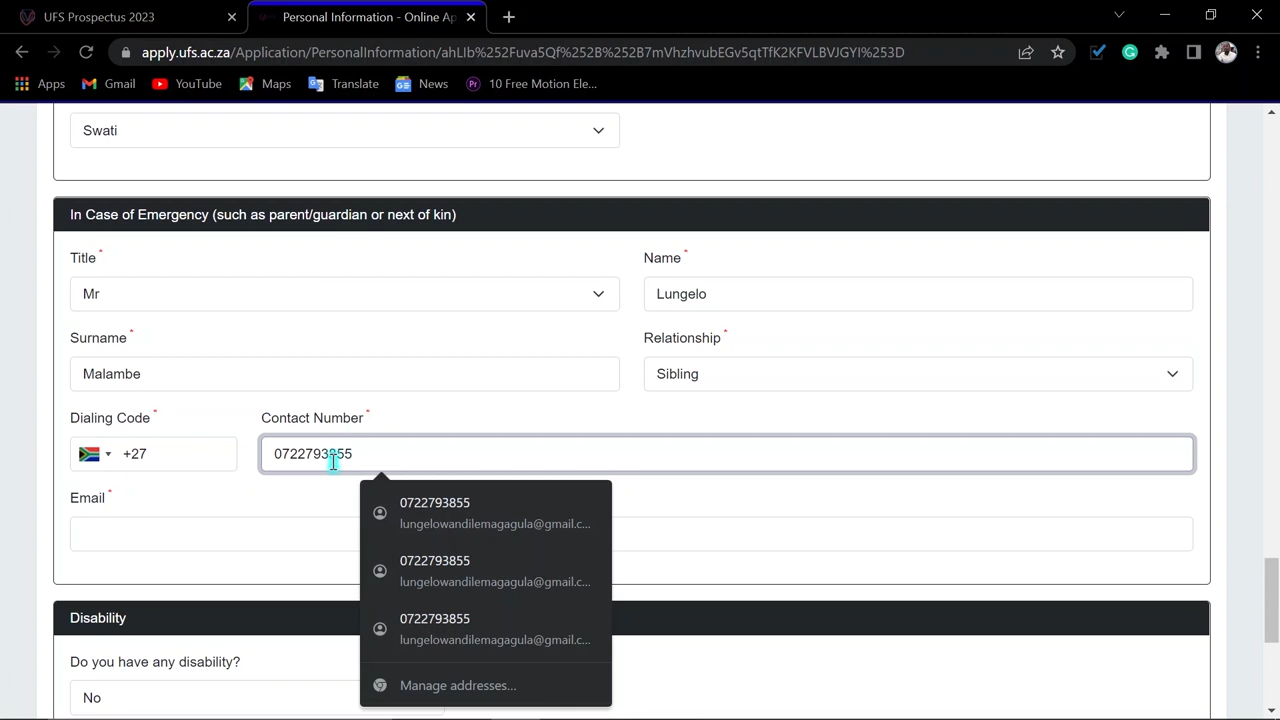 UFS Prospectus 2023
Personal Information - Online Ap
apply.ufs.ac.za/Application/PersonalInformation/ahLIb%252Fuva5Qf%252B%252B7mVhzhvubEGv5qtTfK2KFVLBVJGYI%253D
Apps Gmail YouTube Maps Translate News Pr 10 Free Motion Ele...
Swati
In Case of Emergency (such as parent/guardian or next of kin)
Title * Name *
Mr Lungelo
Surname * Relationship *
Malambe Sibling
Dialing Code * Contact Number *
+27 0722793855
Email *
0722793855
lungelowandilemagagula@gmail.c...
0722793855
lungelowandilemagagula@gmail.c...
0722793855
lungelowandilemagagula@gmail.c...
Manage addresses...
Disability
Do you have any disability?
No